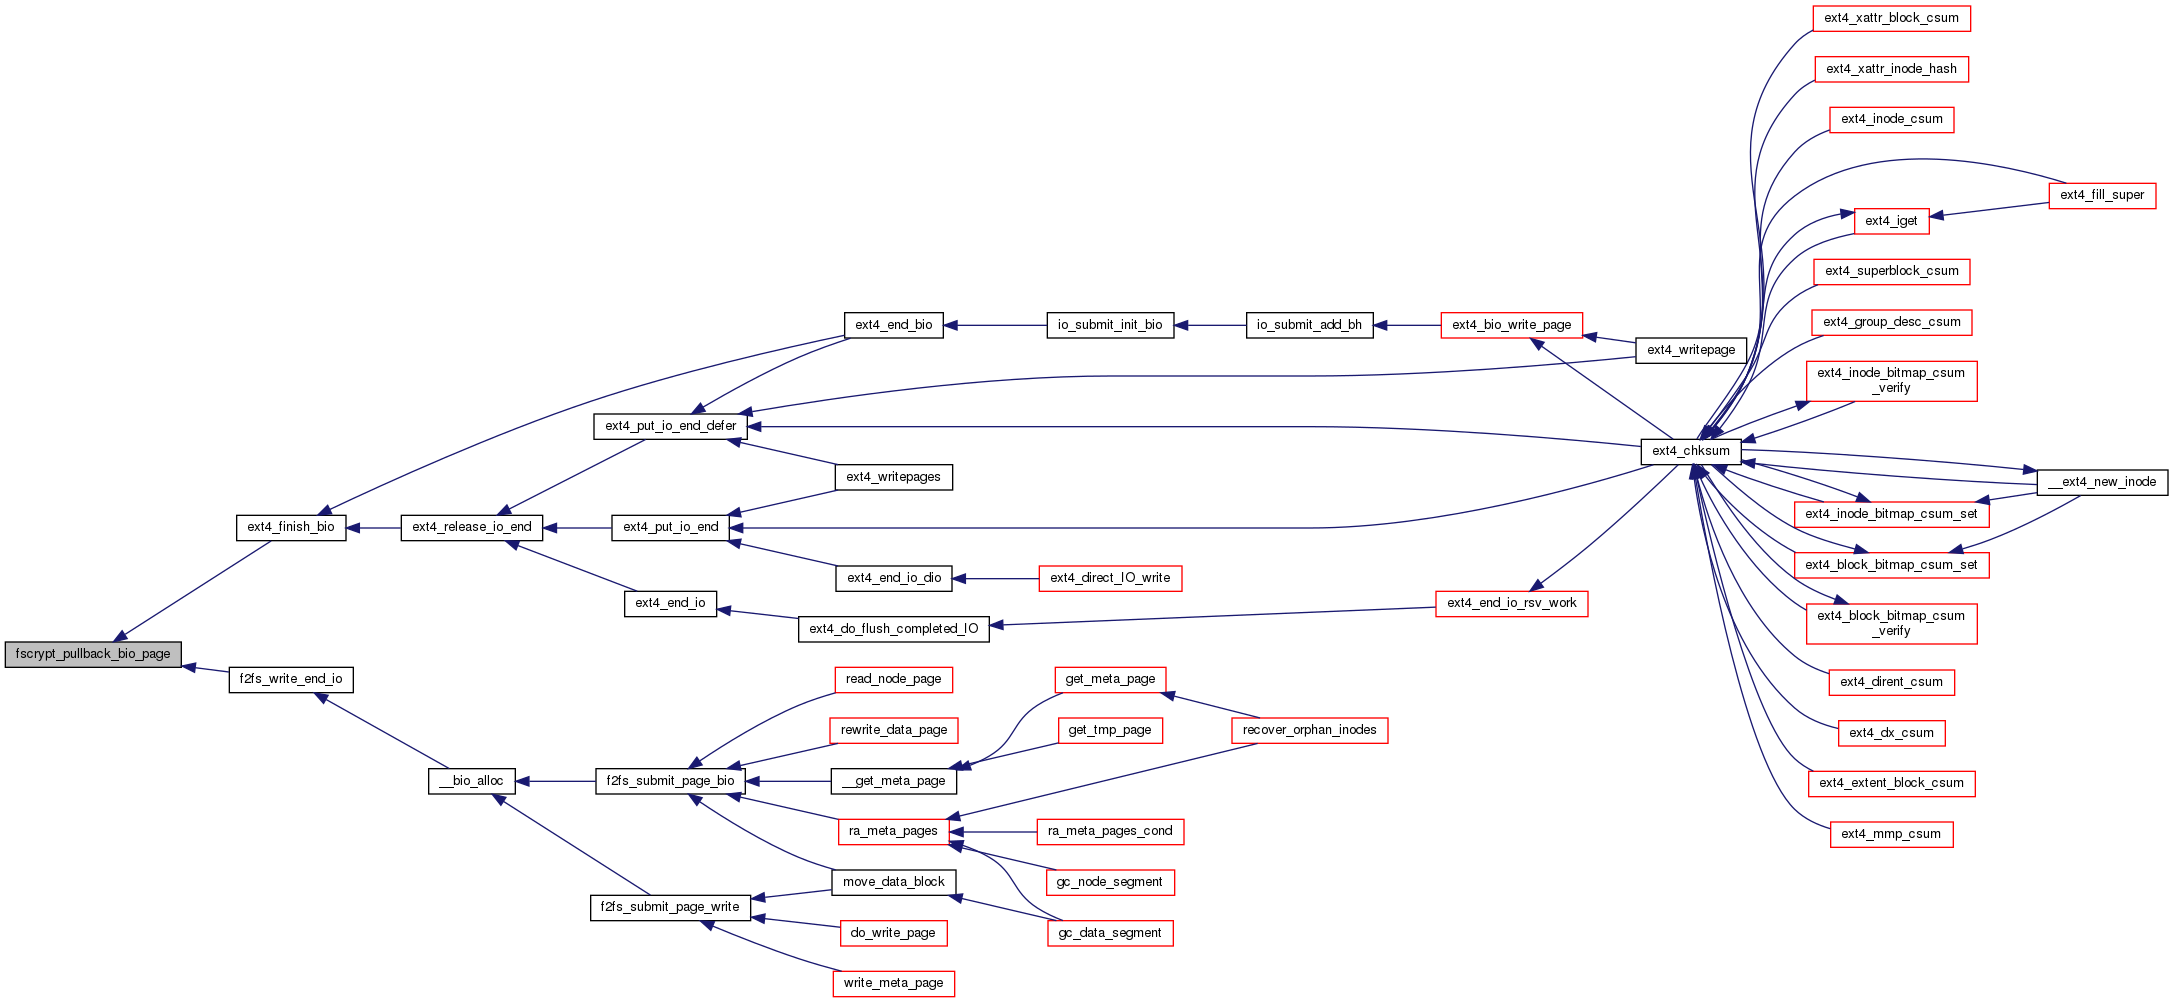 ext4_xattr_block_csum
ext4_xattr_inode_hash
ext4_inode_csum
ext4_fill_super
ext4_iget
ext4_superblock_csum
ext4_group_desc_csum
ext4_end_bio
io_submit_init_bio
io_submit_add_bh
ext4_bio_write_page
ext4_writepage
ext4_inode_bitmap_csum
_verify
ext4_put_io_end_defer
ext4_chksum
ext4_writepages
__ext4_new_inode
ext4_inode_bitmap_csum_set
ext4_finish_bio
ext4_release_io_end
ext4_put_io_end
ext4_block_bitmap_csum_set
ext4_end_io_dio
ext4_direct_IO_write
ext4_end_io
ext4_end_io_rsv_work
ext4_block_bitmap_csum
_verify
ext4_do_flush_completed_IO
fscrypt_pullback_bio_page
f2fs_write_end_io
read_node_page
get_meta_page
ext4_dirent_csum
rewrite_data_page
get_tmp_page
recover_orphan_inodes
ext4_dx_csum
__bio_alloc
f2fs_submit_page_bio
__get_meta_page
ext4_extent_block_csum
ra_meta_pages
ra_meta_pages_cond
ext4_mmp_csum
move_data_block
gc_node_segment
f2fs_submit_page_write
do_write_page
gc_data_segment
write_meta_page